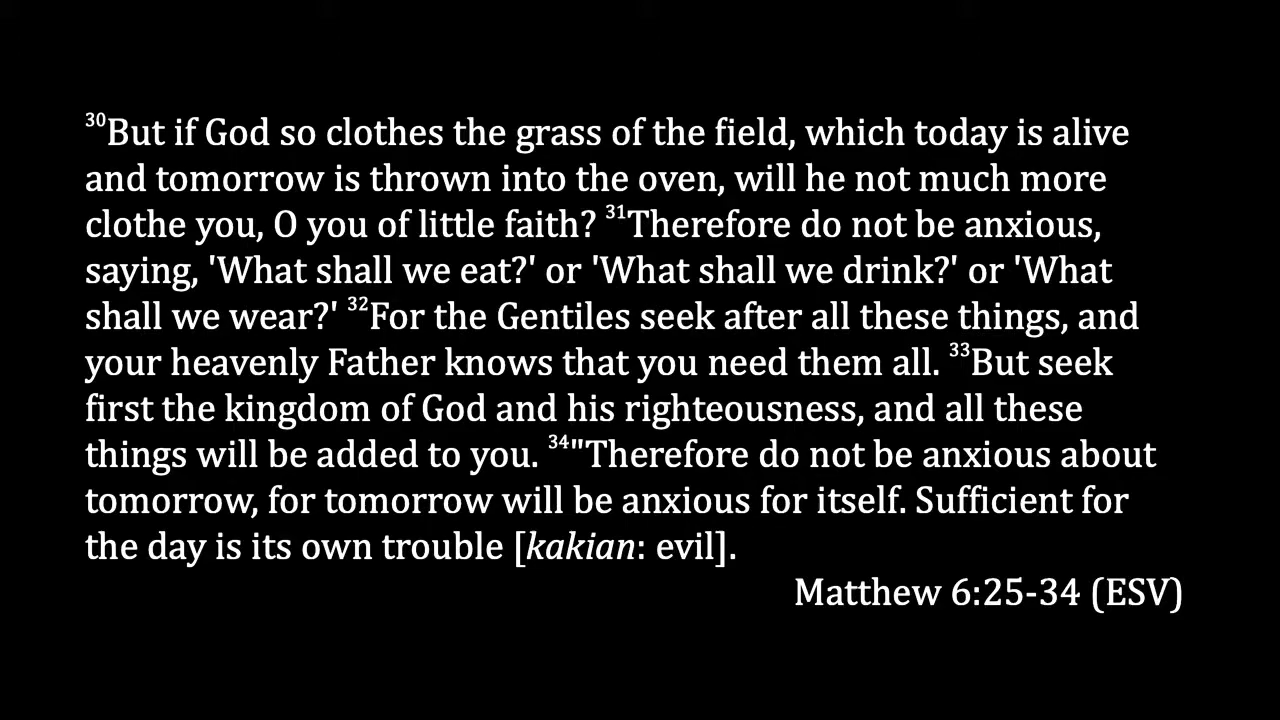 30But if God so clothes the grass of the field, which today is alive
and tomorrow is thrown into the oven, will he not much more
clothe you, O you of little faith? 31Therefore do not be anxious,
saying, 'What shall we eat?' or 'What shall we drink?' or 'What
shall we wear?' 32For the Gentiles seek after all these things, and
your heavenly Father knows that you need them all. 33But seek
first the kingdom of God and his righteousness, and all these
things will be added to you. 34"Therefore do not be anxious about
tomorrow, for tomorrow will be anxious for itself. Sufficient for
the day is its own trouble [kakian: evil].
Matthew 6:25-34 (ESV)